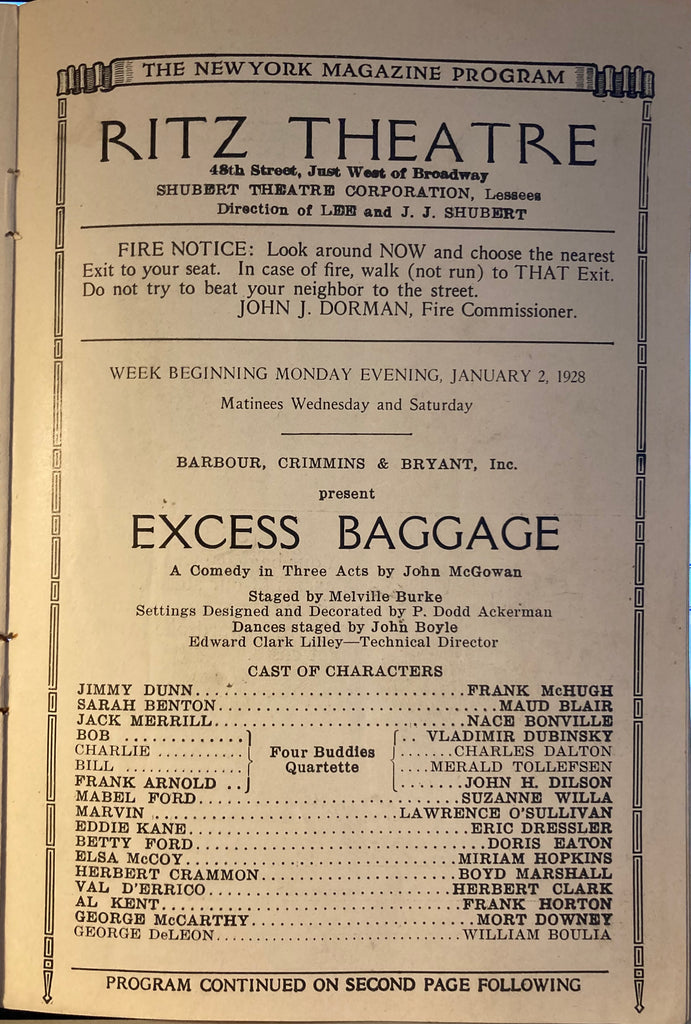 THE NEW YORK MAGAZINE PROGRAM
RITZ THEATRE
48th Street, Just West of Broadway
SHUBERT THEATRE CORPORATION, Lessees
Direction of LEE and J. J. SHUBERT
FIRE NOTICE: Look around NOW and choose the nearest
Exit to your seat. In case of fire, walk (not run) to THAT Exit.
Do not try to beat your neighbor to the street.
JOHN J. DORMAN, Fire Commissioner.
WEEK BEGINNING MONDAY EVENING, JANUARY 2, 1928
Matinees Wednesday and Saturday
BARBOUR, CRIMMINS & BRYANT, Inc.
present
EXCESS BAGGAGE
A Comedy in Three Acts by John McGowan
Staged by Melville Burke
Settings Designed and Decorated by P. Dodd Ackerman
Dances staged by John Boyle
Edward Clark Lilley—Technical Director
CAST OF CHARACTERS
JIMMY DUNN..............................FRANK McHUGH
SARAH BENTON..............................MAUD BLAIR
JACK MERRILL..............................NACE BONVILLE
BOB ............ .. VLADIMIR DUBINSKY
CHARLIE .......... .......CHARLES DALTON
Four Buddies
BILL .............. ....MERALD TOLLEFSEN
Quartette
FRANK ARNOLD .. .......JOHN H. DILSON
MABEL FORD..............................SUZANNE WILLA
MARVIN ..............................LAWRENCE O'SULLIVAN
EDDIE KANE..............................ERIC DRESSLER
BETTY FORD..............................DORIS EATON
ELSA McCOY..............................MIRIAM HOPKINS
HERBERT CRAMMON..............................BOYD MARSHALL
VAL D'ERRICO..............................HERBERT CLARK
AL KENT..............................FRANK HORTON
GEORGE McCARTHY..............................MORT DOWNEY
GEORGE DeLEON..............................WILLIAM BOULIA
PROGRAM CONTINUED ON SECOND PAGE FOLLOWING